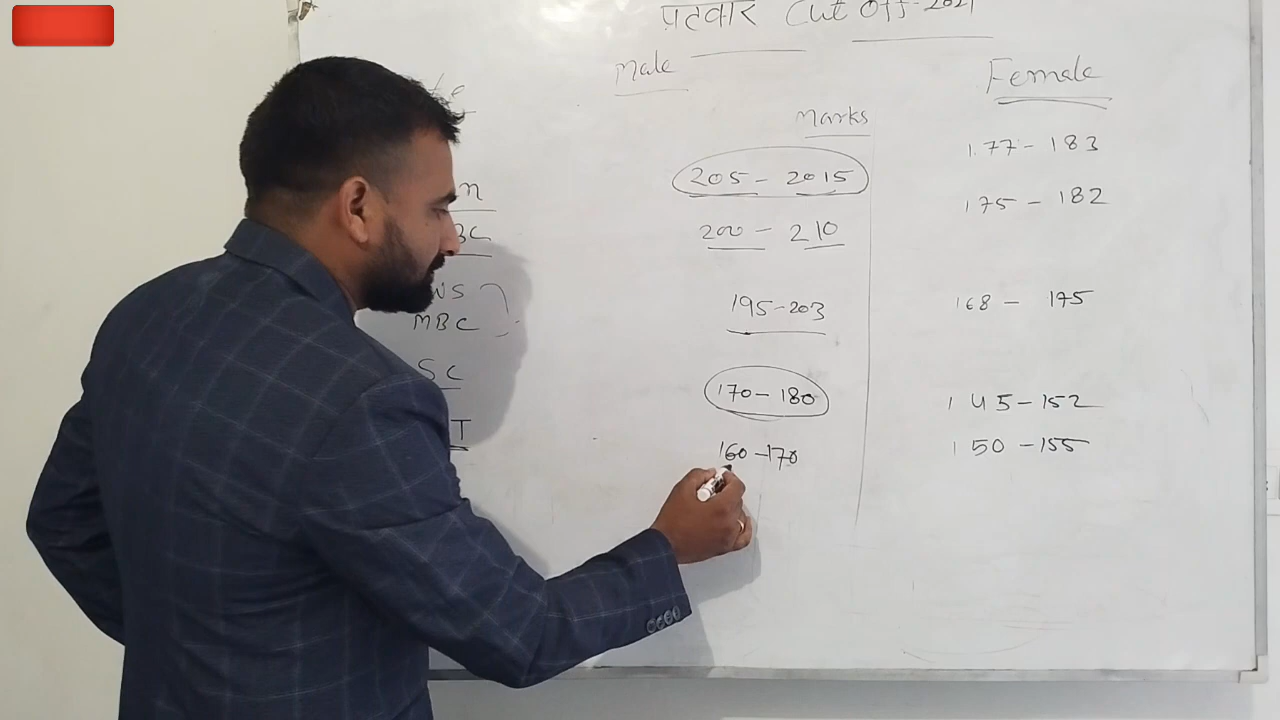 पटवार Cut Off-2021
Male Female
Marks
205 - 2015 177 - 183
200 - 210 175 - 182
195-203 168 - 175
MBC
SC 170-180 145-152
160-170 150-155